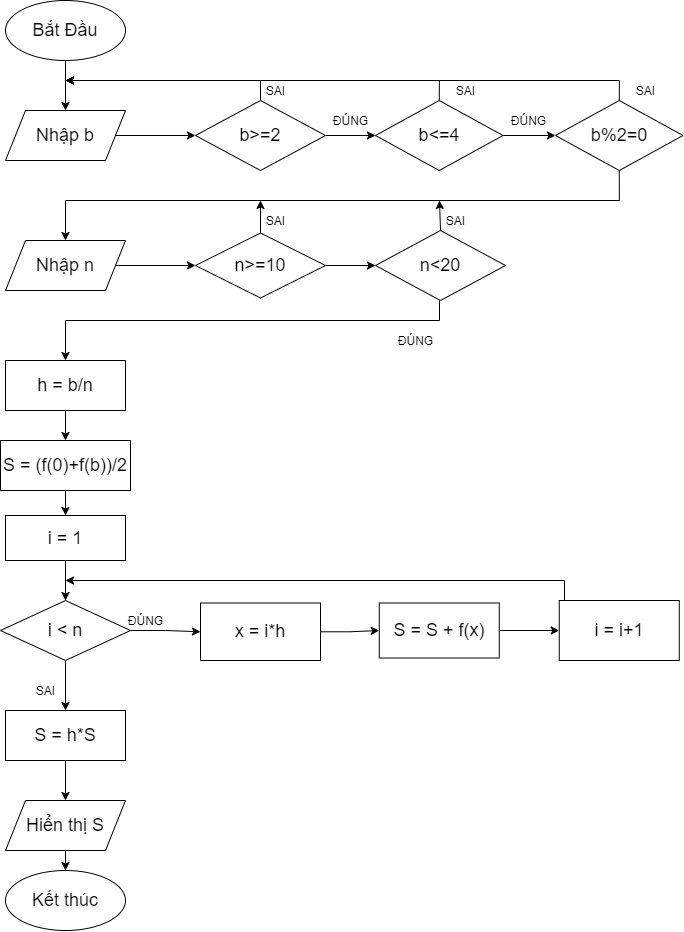 Bắt Đầu
SAI
SAI
SAI
Nhập b
b>=2
ĐÚNG
b<=4
ĐÚNG
b%2=0
SAI
SAI
Nhập n
n>=10
n<20
ĐÚNG
h = b/n
S = (f(0)+f(b))/2
i = 1
i < n
ĐÚNG
x = i*h
S = S + f(x)
i = i+1
SAI
S = h*S
Hiển thị S
Kết thúc